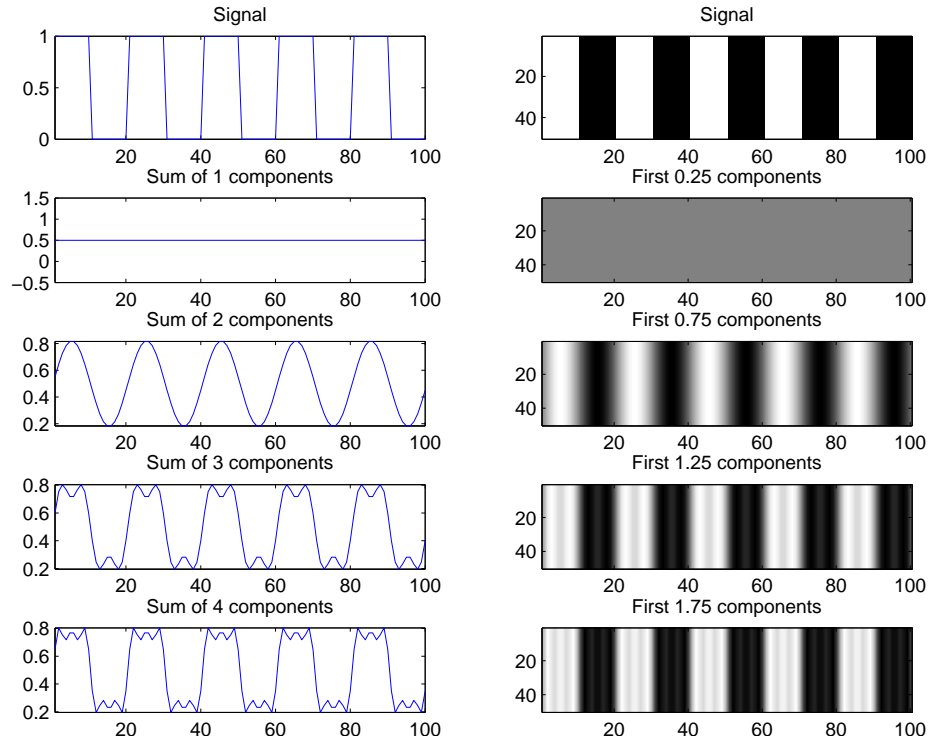 Signal
1
0.5
0
20 40 60 80 100
Sum of 1 components
1.5
1
0.5
0
−0.5
20 40 60 80 100
Sum of 2 components
0.8
0.6
0.4
0.2
20 40 60 80 100
Sum of 3 components
0.8
0.6
0.4
0.2
20 40 60 80 100
Sum of 4 components
0.8
0.6
0.4
0.2
20 40 60 80 100
Signal
20
40
20 40 60 80 100
First 0.25 components
20
40
20 40 60 80 100
First 0.75 components
20
40
20 40 60 80 100
First 1.25 components
20
40
20 40 60 80 100
First 1.75 components
20
40
20 40 60 80 100